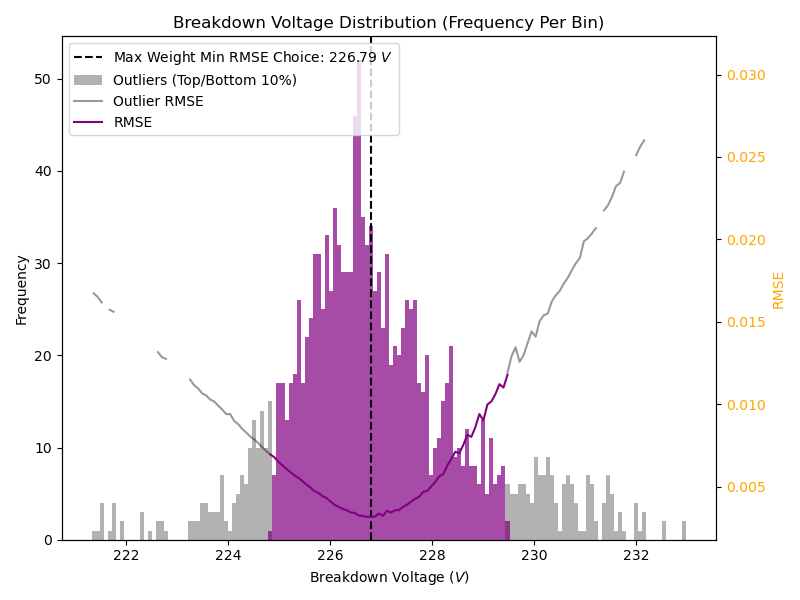 Breakdown Voltage Distribution (Frequency Per Bin)
Max Weight Min RMSE Choice: 226.79 V
Outliers (Top/Bottom 10%)
Outlier RMSE
RMSE
50
40
30
20
10
0
Frequency
0.030
0.025
0.020
0.015
0.010
0.005
RMSE
222
224
226
228
230
232
Breakdown Voltage (V)